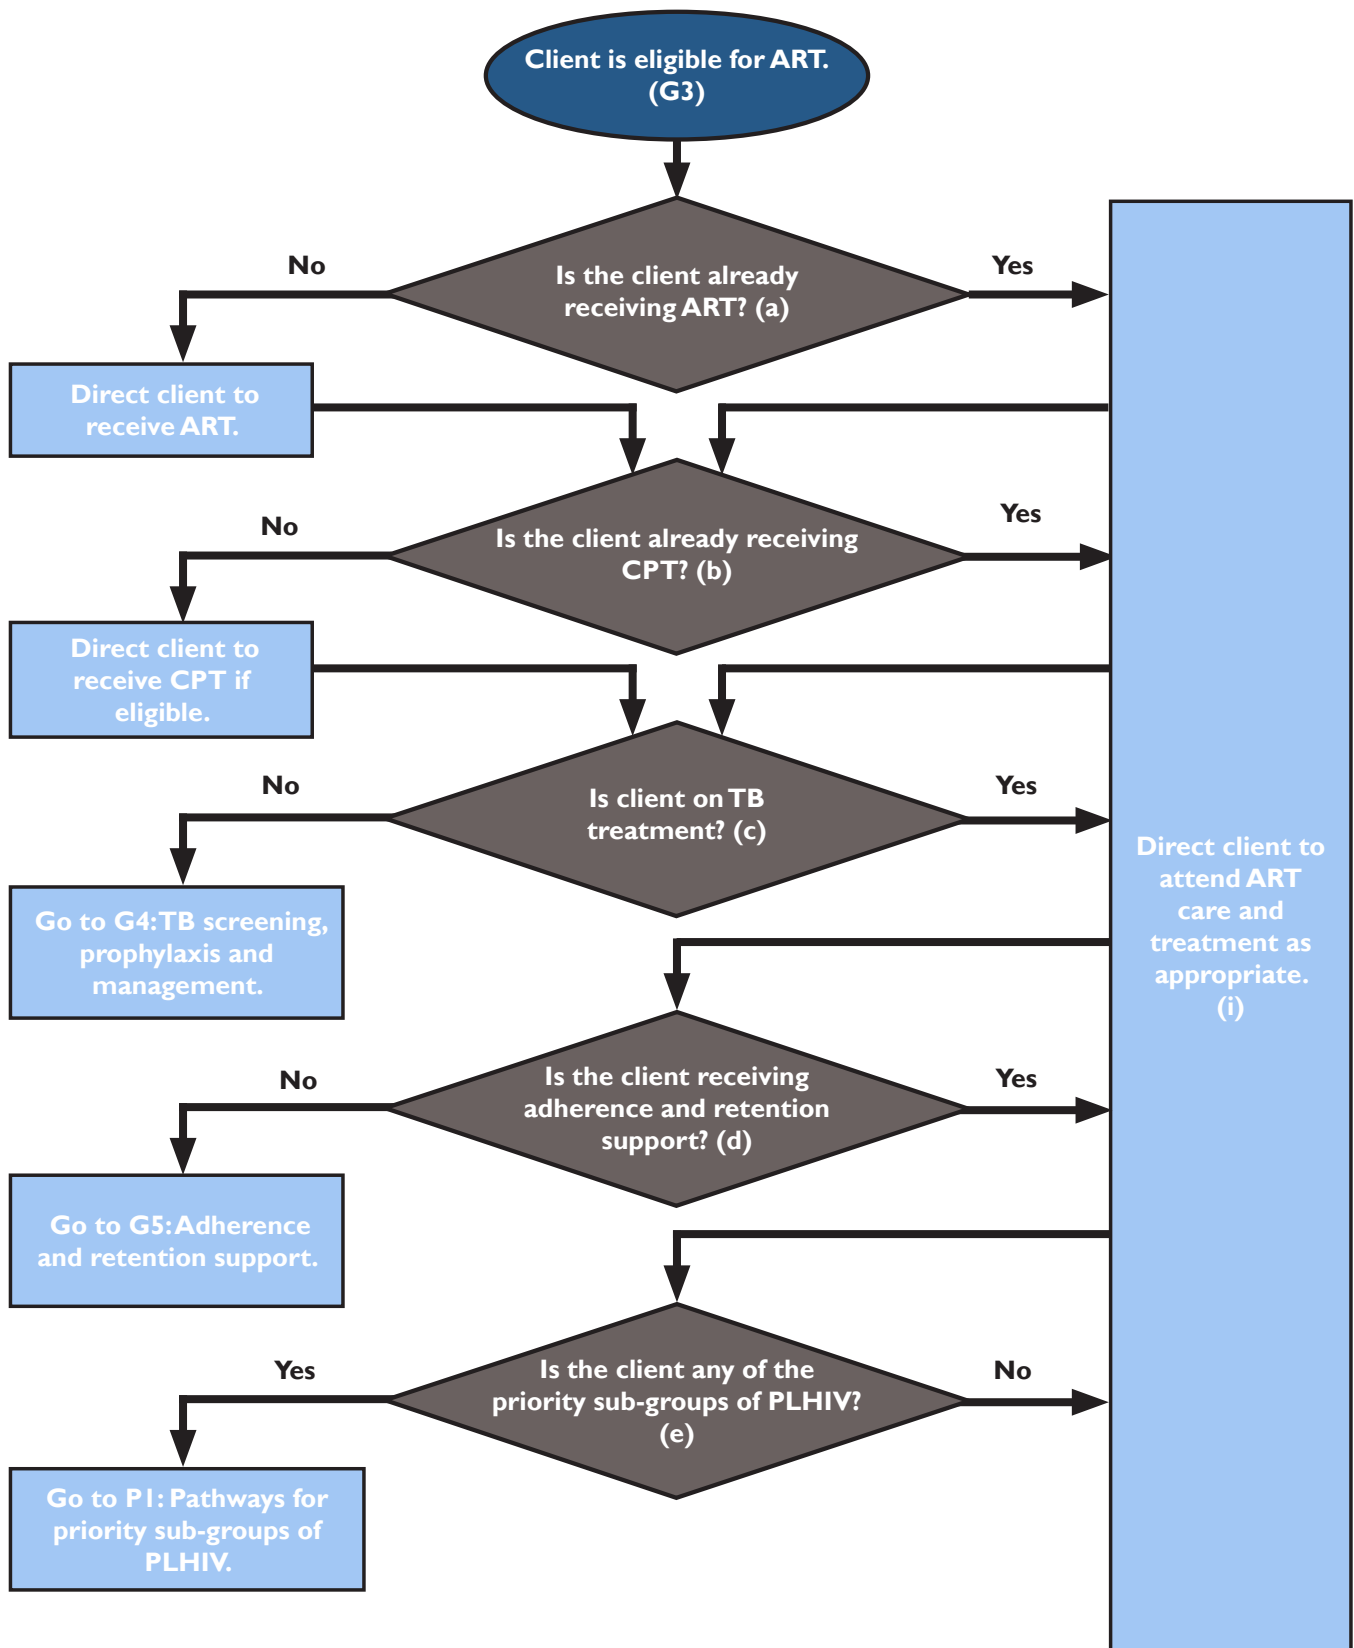 Client is eligible for ART.
(G3)
No
Is the client already
receiving ART? (a)
Yes
Direct client to
receive ART.
No
Is the client already receiving
CPT? (b)
Yes
Direct client to
receive CPT if
eligible.
No
Is client on TB
treatment? (c)
Yes
Go to G4: TB screening,
prophylaxis and
management.
Direct client to
attend ART
care and
treatment as
appropriate.
(i)
No
Is the client receiving
adherence and retention
support? (d)
Yes
Go to G5: Adherence
and retention support.
Yes
Is the client any of the
priority sub-groups of PLHIV?
(e)
No
Go to P1: Pathways for
priority sub-groups of
PLHIV.